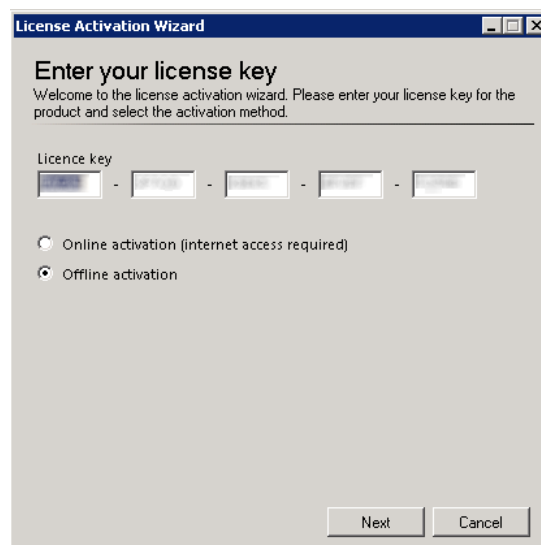 License Activation Wizard
Enter your license key
Welcome to the license activation wizard. Please enter your license key for the
product and select the activation method.
Licence key
- - - -
Online activation (internet access required)
Offline activation
Next Cancel